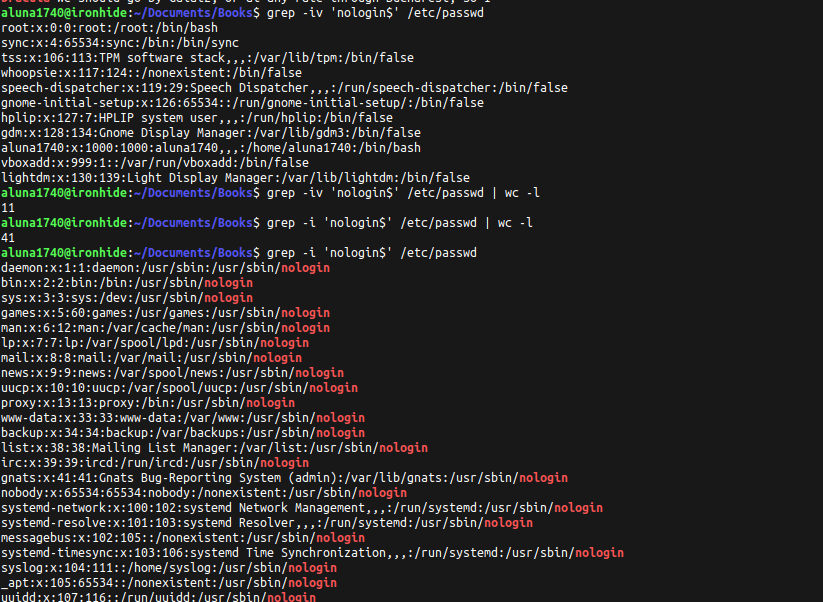 aluna1740@ironhide:~/Documents/Books$ grep -iv 'nologin$' /etc/passwd
root:x:0:0:root:/root:/bin/bash
sync:x:4:65534:sync:/bin:/bin/sync
tss:x:106:113:TPM software stack,,,:/var/lib/tpm:/bin/false
whoopsie:x:117:124::/nonexistent:/bin/false
speech-dispatcher:x:119:29:Speech Dispatcher,,,:/run/speech-dispatcher:/bin/false
gnome-initial-setup:x:126:65534::/run/gnome-initial-setup/:/bin/false
hplip:x:127:7:HPLIP system user,,,:/run/hplip:/bin/false
gdm:x:128:134:Gnome Display Manager:/var/lib/gdm3:/bin/false
aluna1740:x:1000:1000:aluna1740,,,:/home/aluna1740:/bin/bash
vboxadd:x:999:1::/var/run/vboxadd:/bin/false
lightdm:x:130:139:Light Display Manager:/var/lib/lightdm:/bin/false
aluna1740@ironhide:~/Documents/Books$ grep -iv 'nologin$' /etc/passwd | wc -l
11
aluna1740@ironhide:~/Documents/Books$ grep -i 'nologin$' /etc/passwd | wc -l
41
aluna1740@ironhide:~/Documents/Books$ grep -i 'nologin$' /etc/passwd
daemon:x:1:1:daemon:/usr/sbin:/usr/sbin/nologin
bin:x:2:2:bin:/bin:/usr/sbin/nologin
sys:x:3:3:sys:/dev:/usr/sbin/nologin
games:x:5:60:games:/usr/games:/usr/sbin/nologin
man:x:6:12:man:/var/cache/man:/usr/sbin/nologin
lp:x:7:7:lp:/var/spool/lpd:/usr/sbin/nologin
mail:x:8:8:mail:/var/mail:/usr/sbin/nologin
news:x:9:9:news:/var/spool/news:/usr/sbin/nologin
uucp:x:10:10:uucp:/var/spool/uucp:/usr/sbin/nologin
proxy:x:13:13:proxy:/bin:/usr/sbin/nologin
www-data:x:33:33:www-data:/var/www:/usr/sbin/nologin
backup:x:34:34:backup:/var/backups:/usr/sbin/nologin
list:x:38:38:Mailing List Manager:/var/list:/usr/sbin/nologin
irc:x:39:39:ircd:/run/ircd:/usr/sbin/nologin
gnats:x:41:41:Gnats Bug-Reporting System (admin):/var/lib/gnats:/usr/sbin/nologin
nobody:x:65534:65534:nobody:/nonexistent:/usr/sbin/nologin
systemd-network:x:100:102:systemd Network Management,,,:/run/systemd:/usr/sbin/nologin
systemd-resolve:x:101:103:systemd Resolver,,,:/run/systemd:/usr/sbin/nologin
messagebus:x:102:105::/nonexistent:/usr/sbin/nologin
systemd-timesync:x:103:106:systemd Time Synchronization,,,:/run/systemd:/usr/sbin/nologin
syslog:x:104:111::/home/syslog:/usr/sbin/nologin
_apt:x:105:65534::/nonexistent:/usr/sbin/nologin
uuidd:x:107:116::/run/uuidd:/usr/sbin/nologin